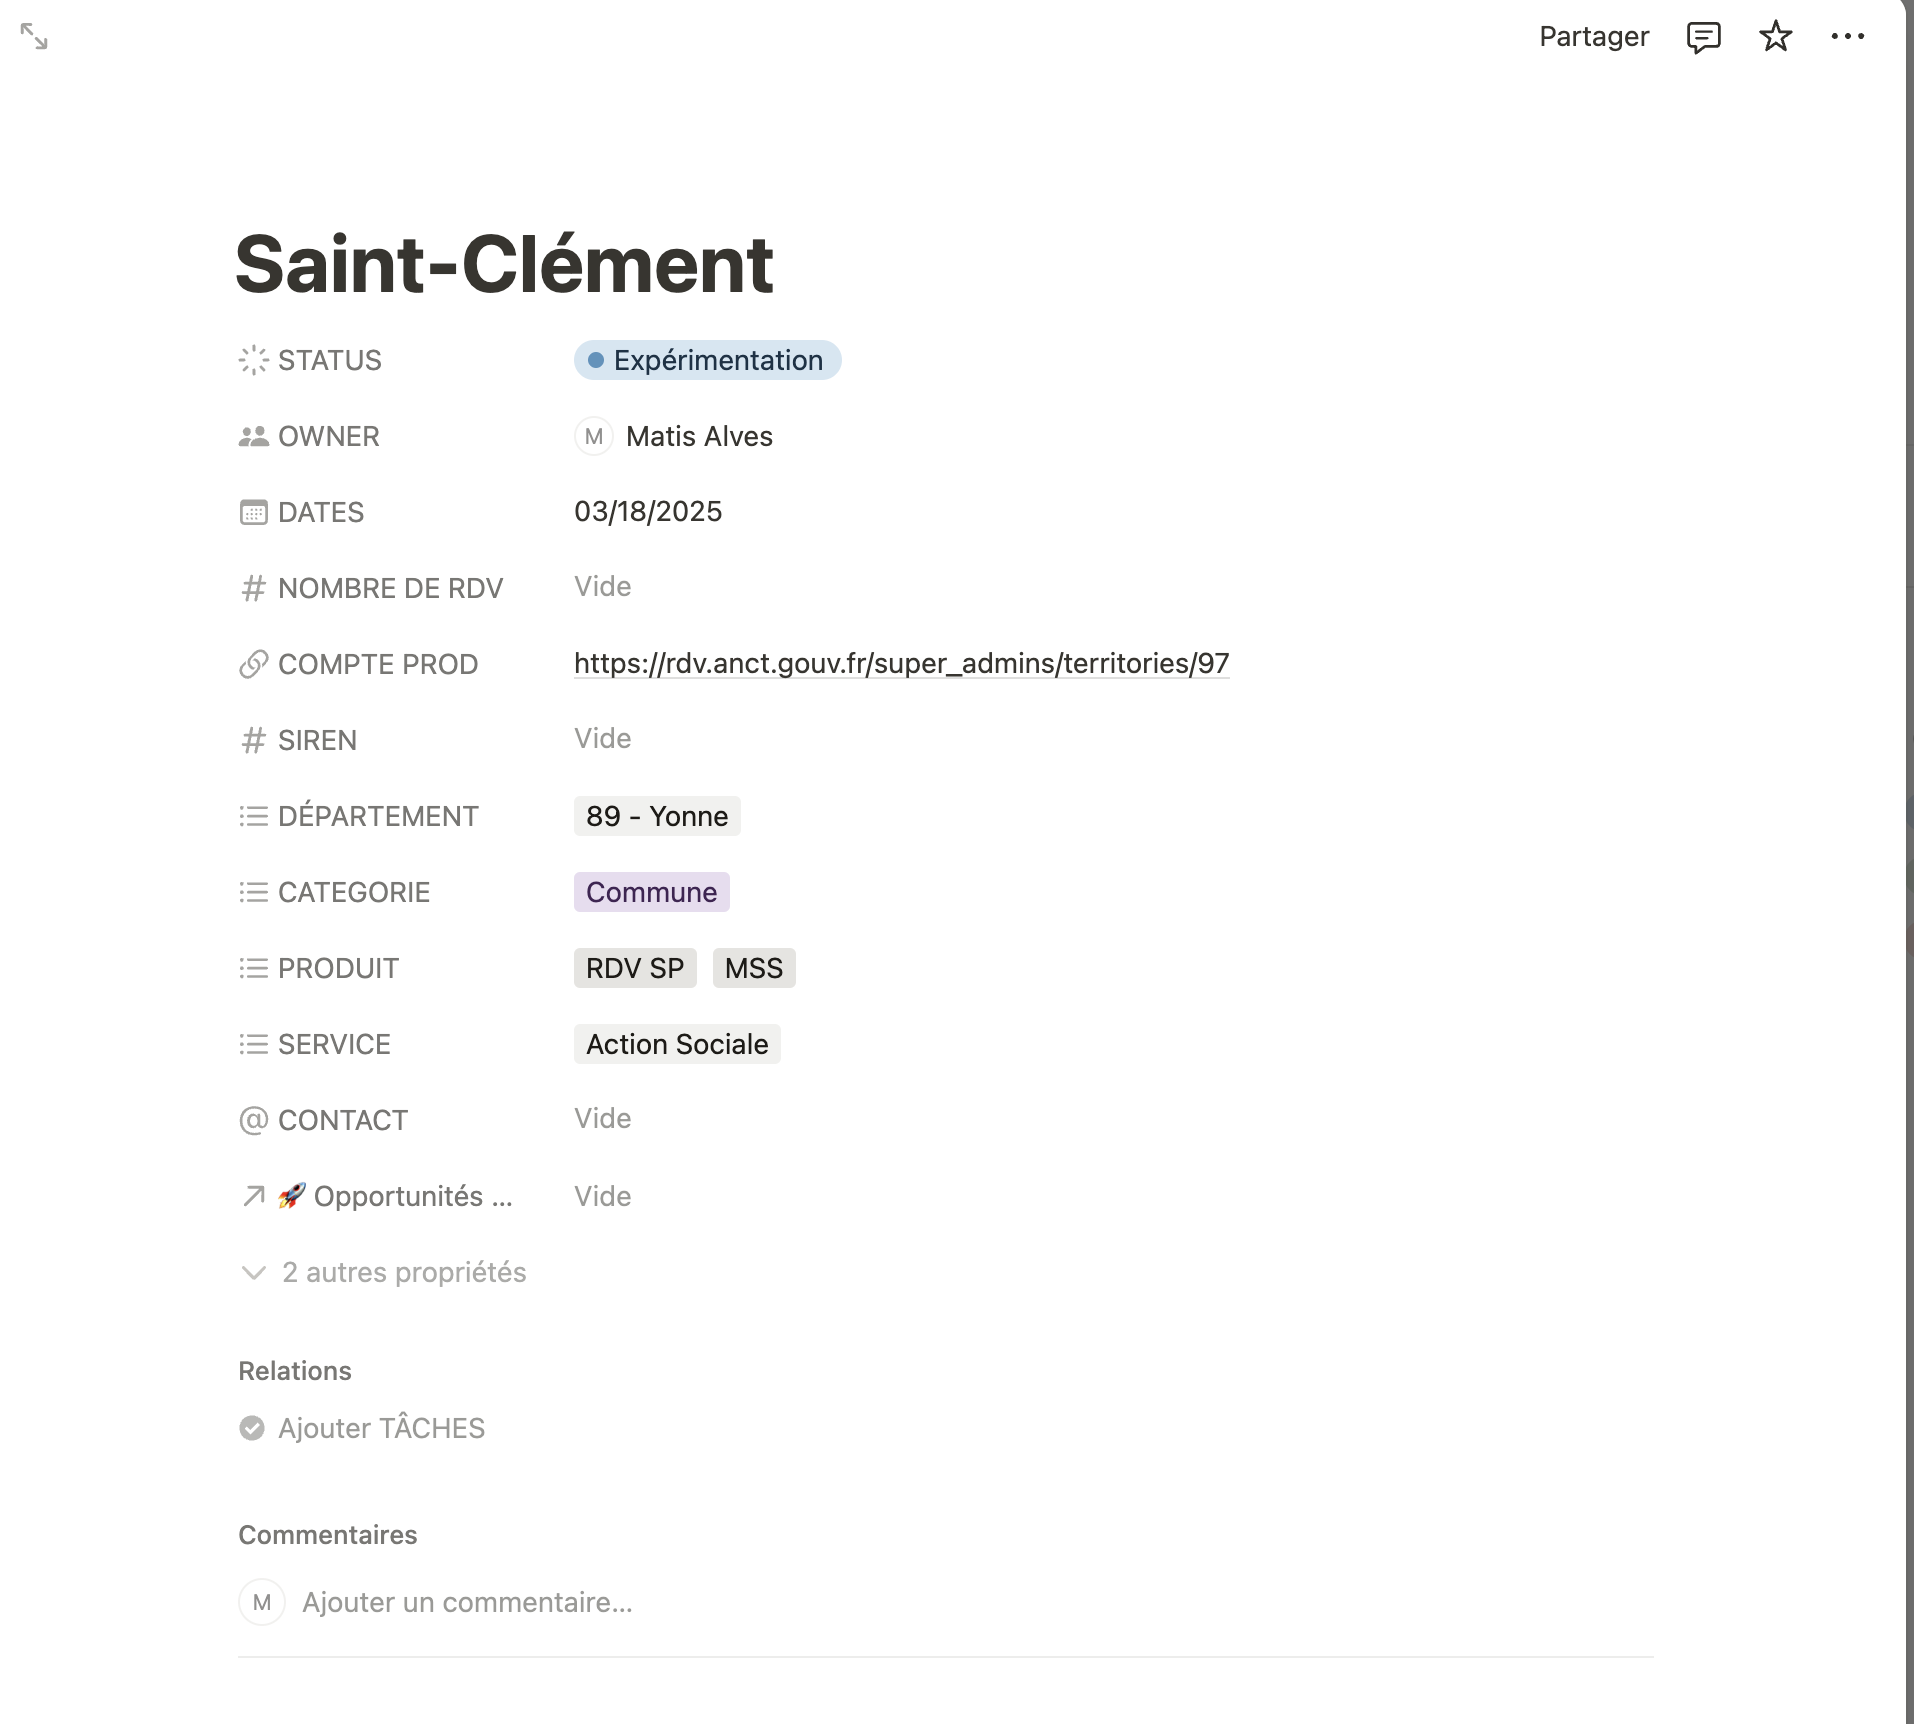 Partager
Saint-Clément
STATUS Expérimentation
OWNER M Matis Alves
DATES 03/18/2025
NOMBRE DE RDV Vide
COMPTE PROD https://rdv.anct.gouv.fr/super_admins/territories/97
SIREN Vide
DÉPARTEMENT 89 - Yonne
CATEGORIE Commune
PRODUIT RDV SP MSS
SERVICE Action Sociale
CONTACT Vide
🚀 Opportunités ... Vide
2 autres propriétés
Relations
Ajouter TÂCHES
Commentaires
M Ajouter un commentaire...